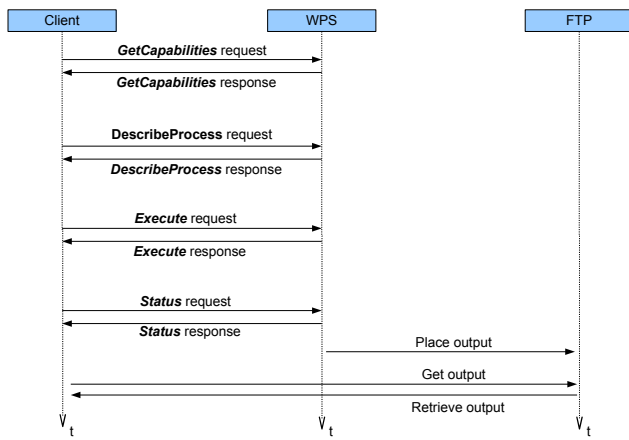 Client
WPS
FTP
GetCapabilities request
GetCapabilities response
DescribeProcess request
DescribeProcess response
Execute request
Execute response
Status request
Status response
Place output
Get output
Retrieve output
t
t
t